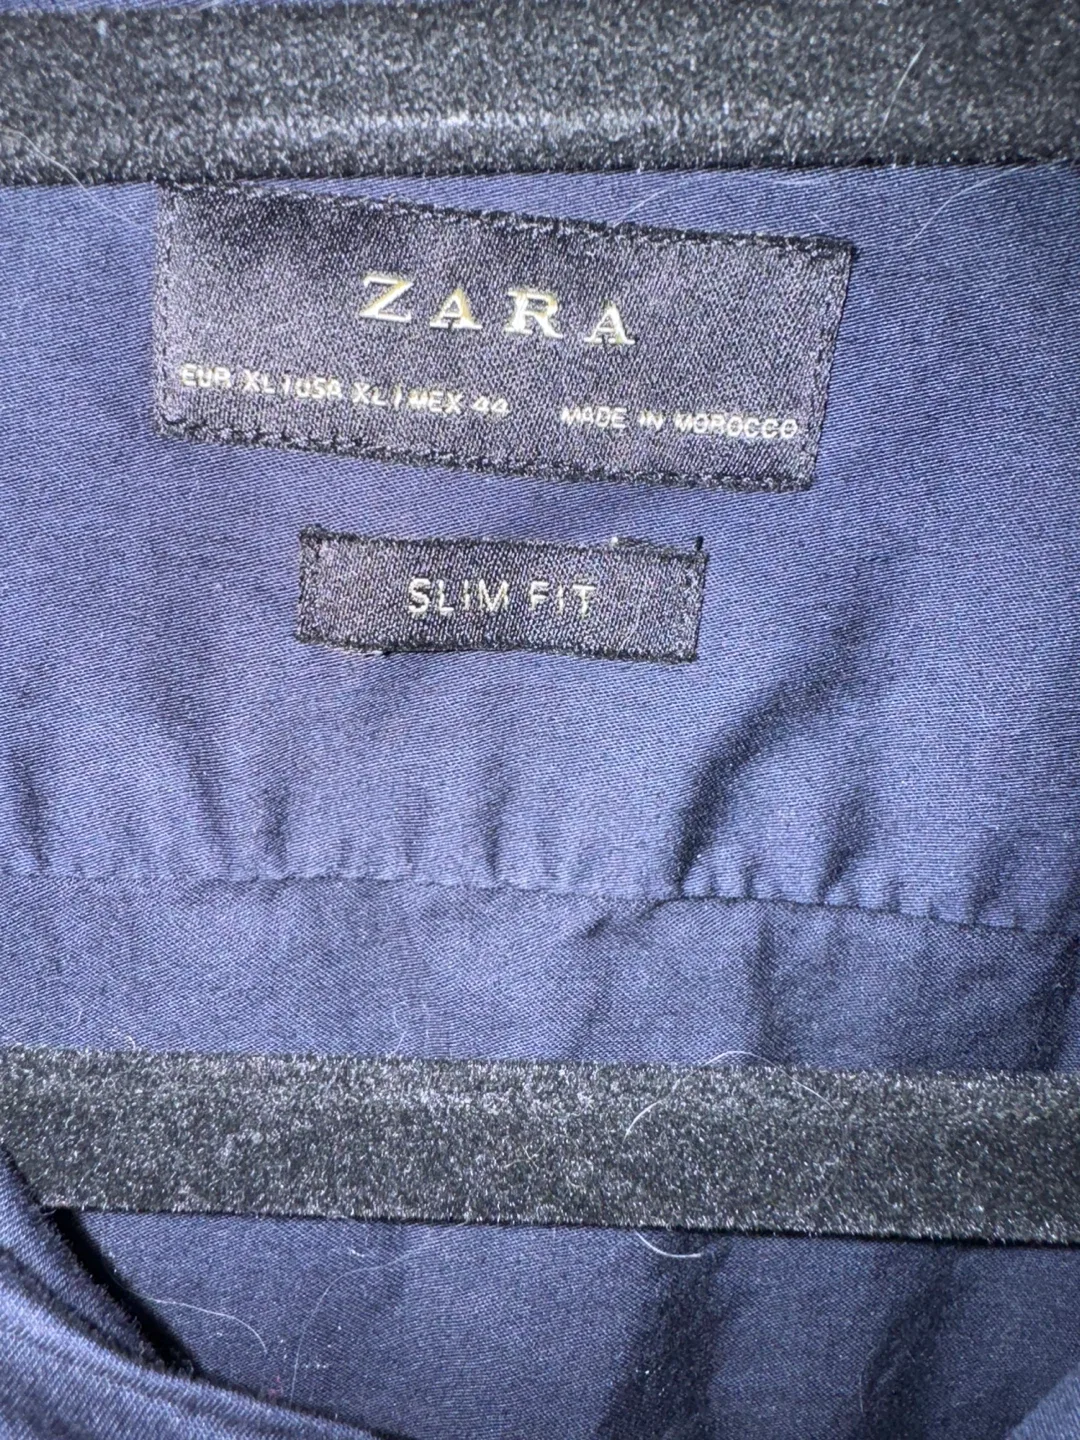 ZARA
EUR XL / USA XL / MEX 44 MADE IN MOROCCO
SLIM FIT